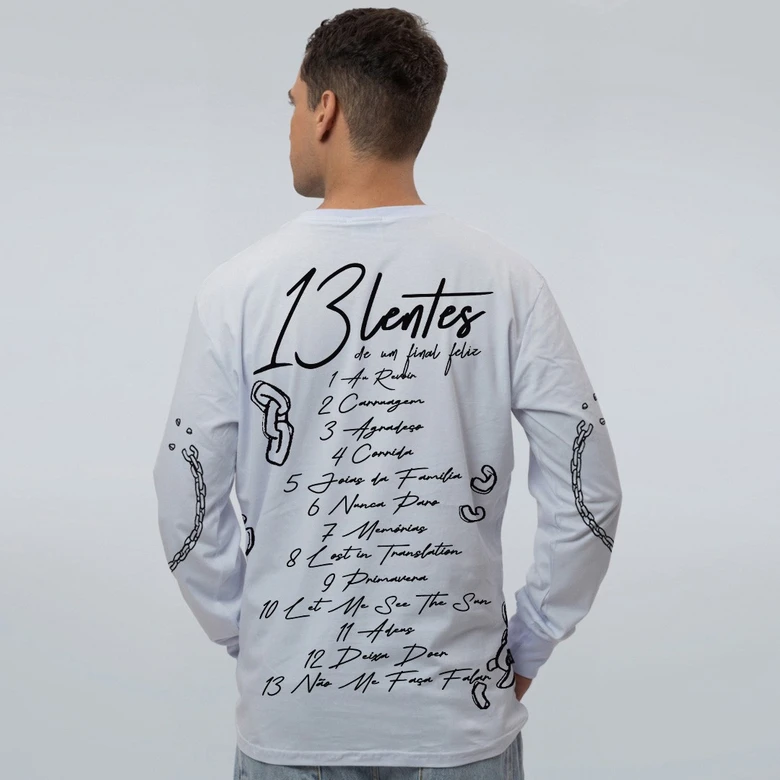 13 lentes
de um final feliz
1 Au Revoir
2 Carruagem
3 Agradeço
4 Corrida
5 Joias da Família
6 Nunca Paro
7 Memórias
8 Lost in Translation
9 Primavera
10 Let Me See The Sun
11 Adeus
12 Deixa Doer
13 Não Me Faça Falar